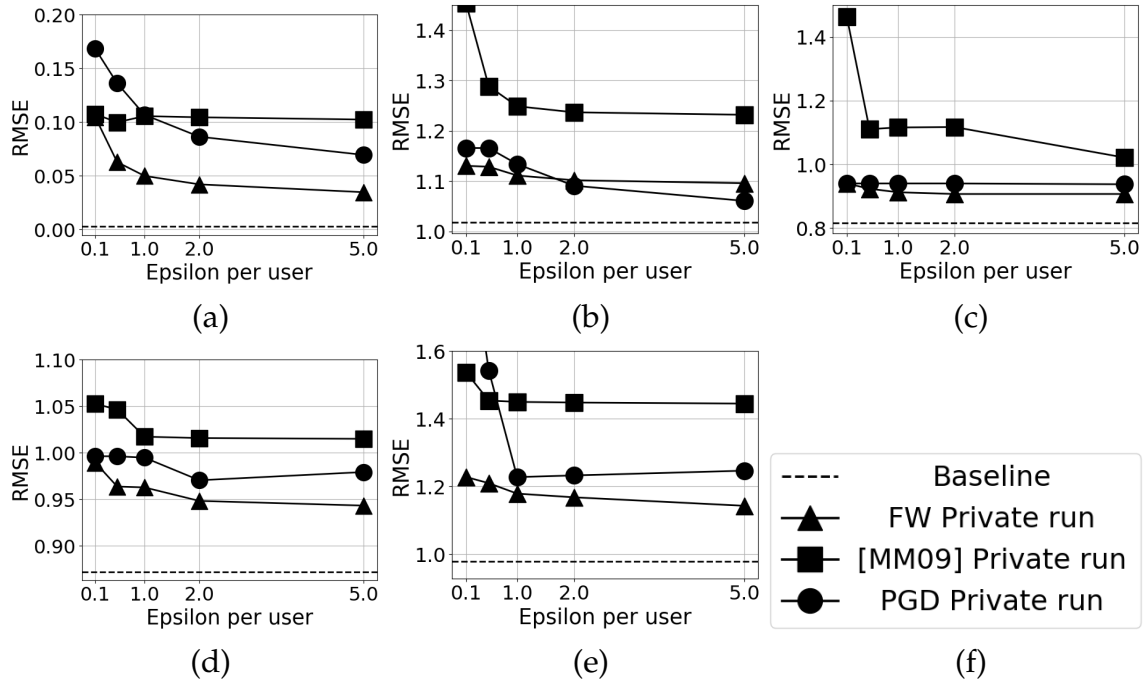 0.20
0.15
0.10
0.05
0.00
RMSE
0.1 1.0 2.0 5.0
Epsilon per user
(a)
1.4
1.3
1.2
1.1
1.0
RMSE
0.1 1.0 2.0 5.0
Epsilon per user
(b)
1.4
1.2
1.0
0.8
RMSE
0.1 1.0 2.0 5.0
Epsilon per user
(c)
1.10
1.05
1.00
0.95
0.90
RMSE
0.1 1.0 2.0 5.0
Epsilon per user
(d)
1.6
1.4
1.2
1.0
RMSE
0.1 1.0 2.0 5.0
Epsilon per user
(e)
Baseline
FW Private run
[MM09] Private run
PGD Private run
(f)